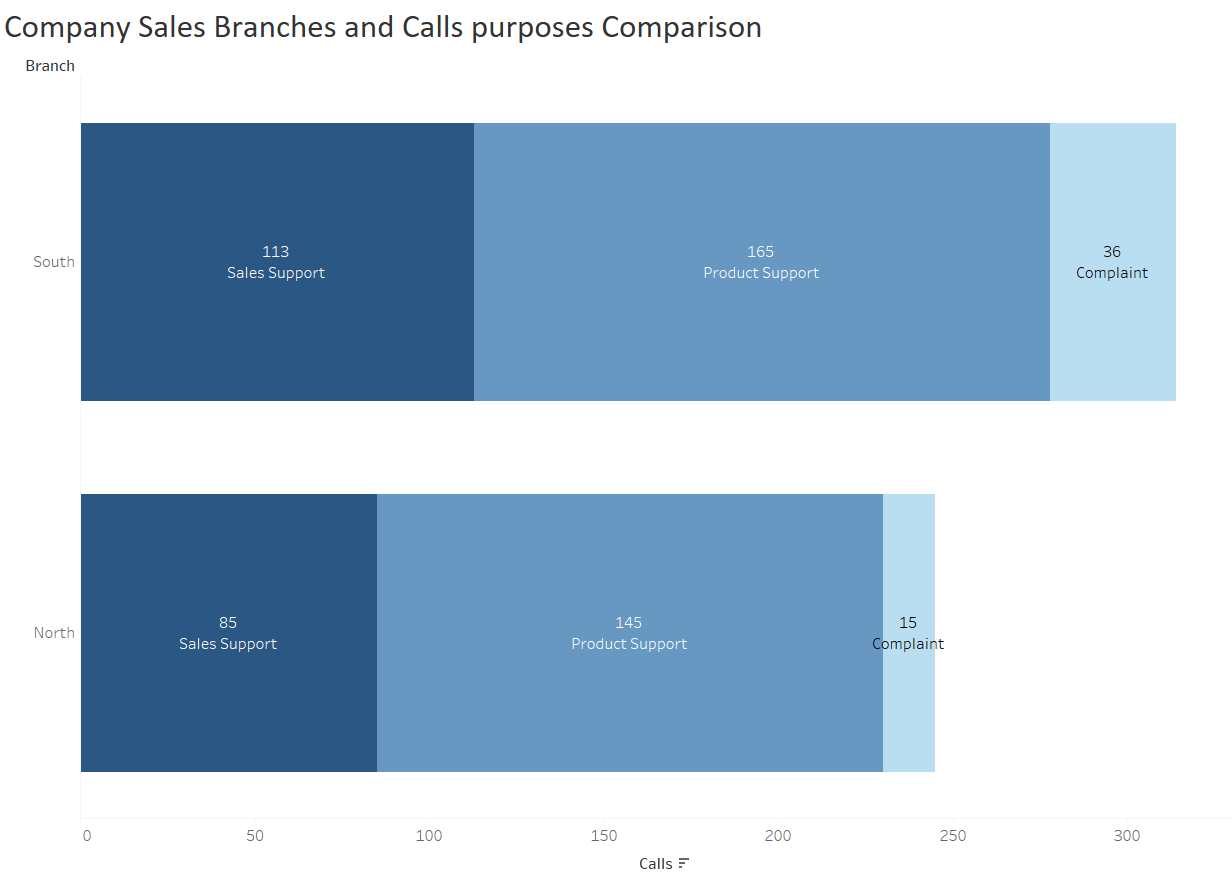 Company Sales Branches and Calls purposes Comparison
Branch
South
113
Sales Support
165
Product Support
36
Complaint
North
85
Sales Support
145
Product Support
15
Complaint
0 50 100 150 200 250 300
Calls